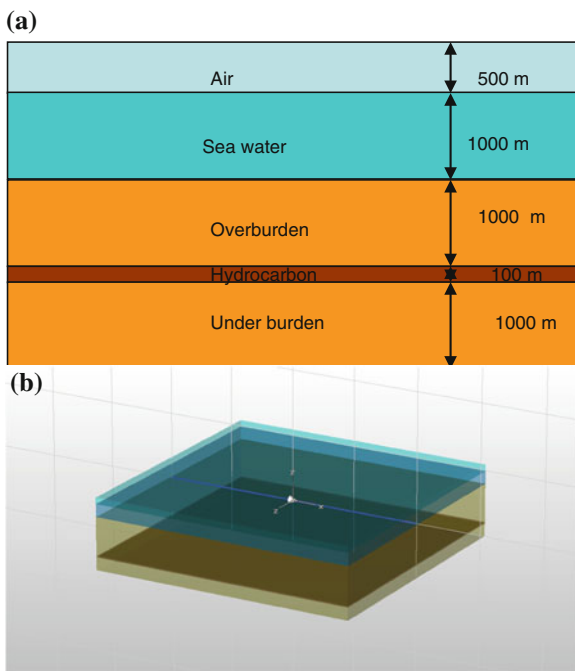 (a)
Air 500 m
Sea water 1000 m
Overburden 1000 m
Hydrocarbon 100 m
Under burden 1000 m
(b)